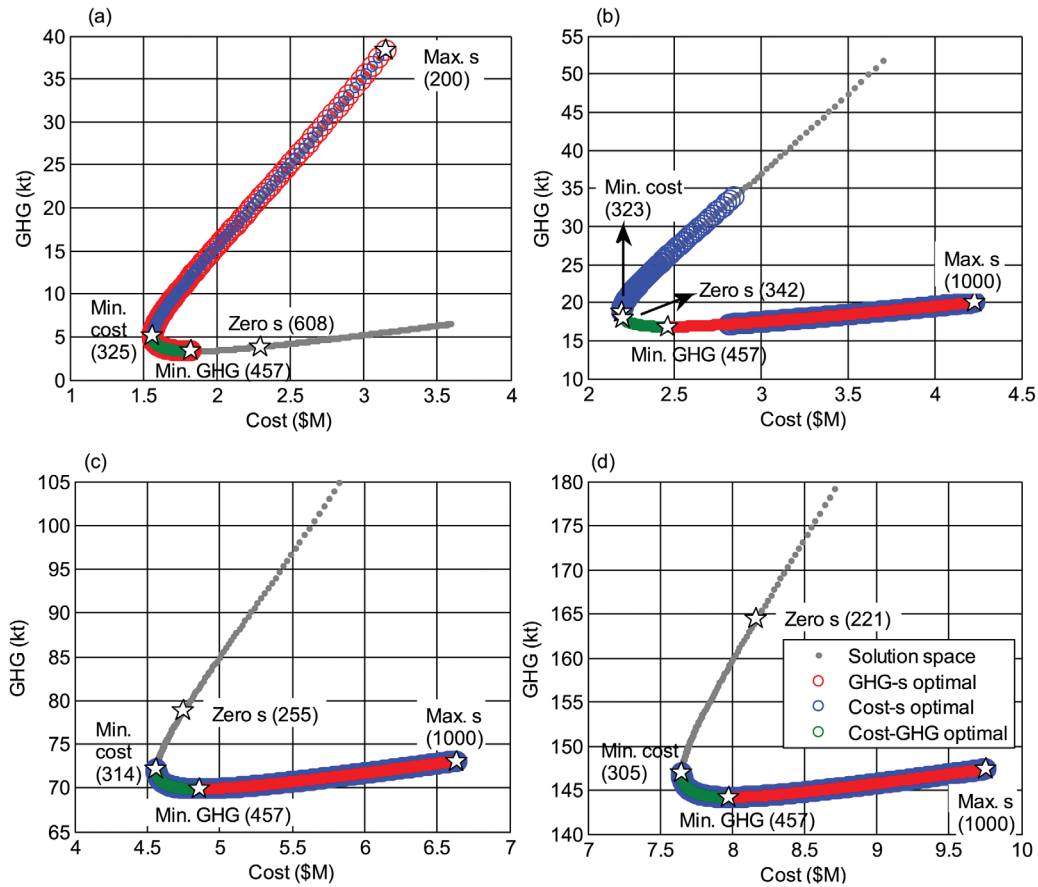 (a)
40
35
30
25
20
15
10
5
0
GHG (kt)
Max. s
(200)
Min.
cost
(325)
Zero s (608)
Min. GHG (457)
1
1.5
2
2.5
3
3.5
4
Cost ($M)
(b)
55
50
45
40
35
30
25
20
15
10
GHG (kt)
Min. cost
(323)
Max. s
(1000)
Zero s (342)
Min. GHG (457)
2
2.5
3
3.5
4
4.5
Cost ($M)
(c)
105
100
95
90
85
80
75
70
65
GHG (kt)
Zero s (255)
Min.
cost
(314)
Max. s
(1000)
Min. GHG (457)
4
4.5
5
5.5
6
6.5
7
Cost ($M)
(d)
180
175
170
165
160
155
150
145
140
GHG (kt)
Zero s (221)
Solution space
GHG-s optimal
Cost-s optimal
Cost-GHG optimal
Min. cost
(305)
Min. GHG (457)
Max. s
(1000)
7
7.5
8
8.5
9
9.5
10
Cost ($M)